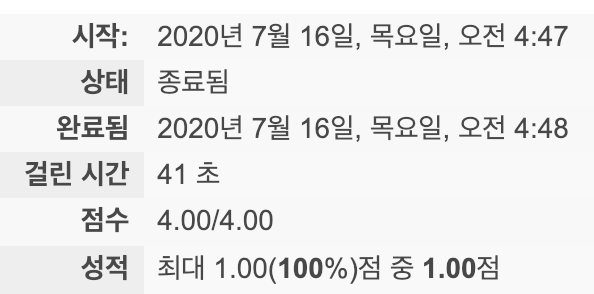 시작: 2020년 7월 16일, 목요일, 오전 4:47
상태 종료됨
완료됨 2020년 7월 16일, 목요일, 오전 4:48
걸린 시간 41 초
점수 4.00/4.00
성적 최대 1.00(100%)점 중 1.00점